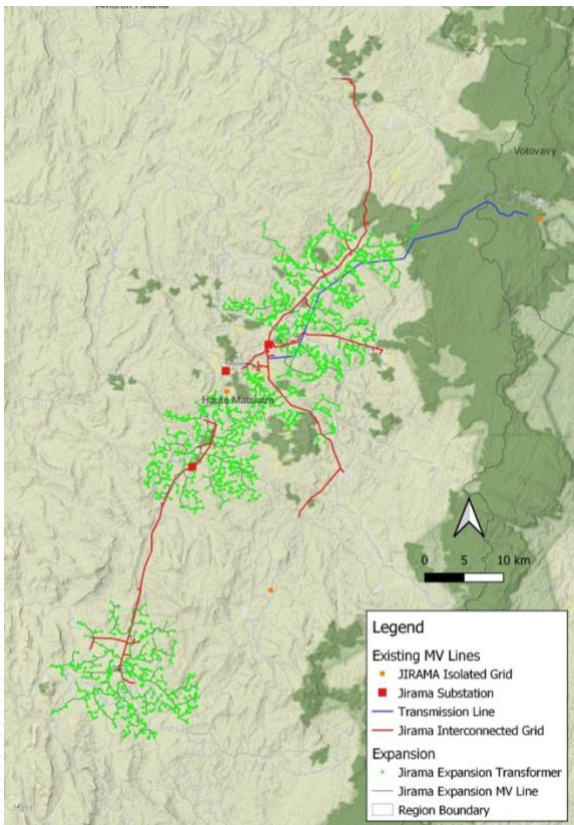 Votovavy
Haute Matsiatra
0 5 10 km
Legend
Existing MV Lines
JIRAMA Isolated Grid
Jirama Substation
Transmission Line
Jirama Interconnected Grid
Expansion
Jirama Expansion Transformer
Jirama Expansion MV Line
Region Boundary